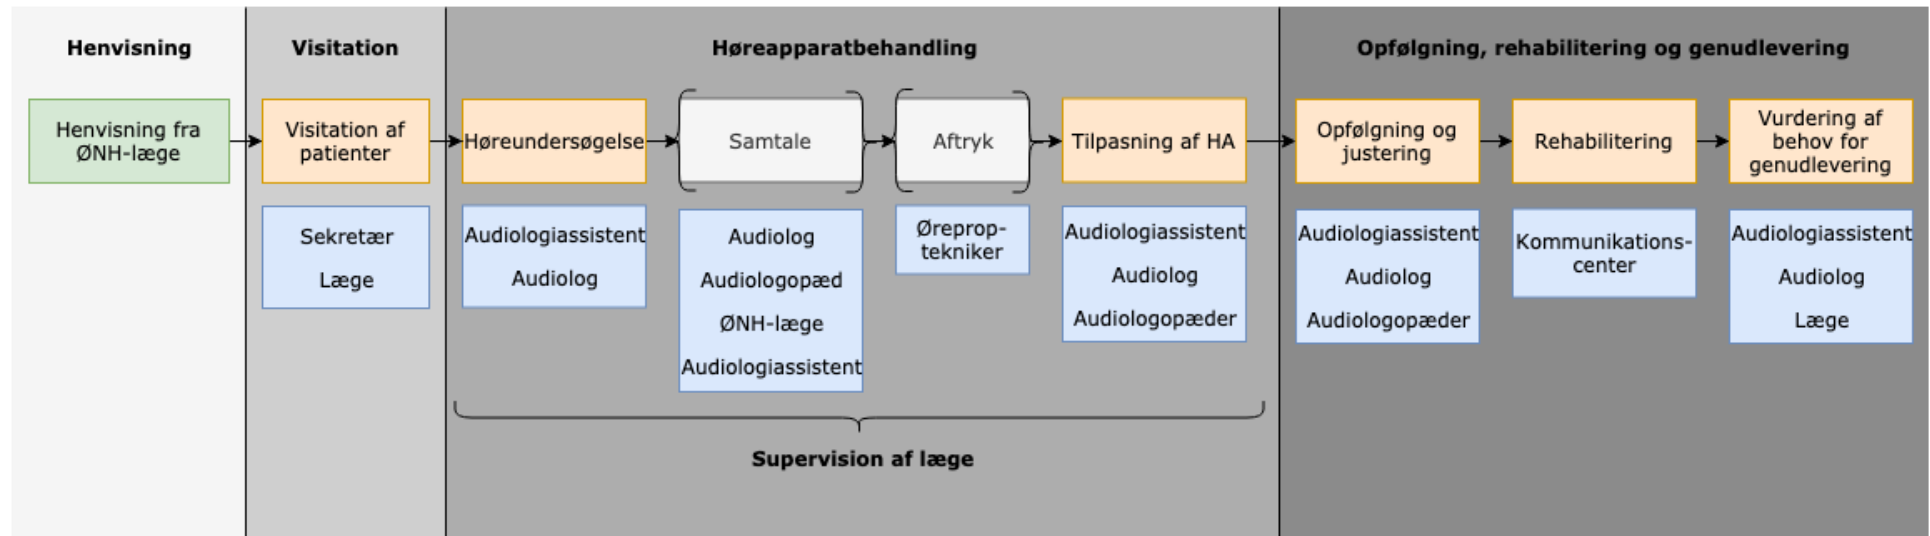 Henvisning
Visitation
Høreapparatbehandling
Opfølgning, rehabilitering og genudlevering
Henvisning fra
ØNH-læge
Visitation af
patienter
Høreundersøgelse
Samtale
Aftryk
Tilpasning af HA
Opfølgning og
justering
Rehabilitering
Vurdering af
behov for
genudlevering
Sekretær
Læge
Audiologiassistent
Audiolog
Audiolog
Audiologopæd
ØNH-læge
Audiologiassistent
Øreprop-
tekniker
Audiologiassistent
Audiolog
Audiologopæder
Audiologiassistent
Audiolog
Audiologopæder
Kommunikations-
center
Audiologiassistent
Audiolog
Læge
Supervision af læge